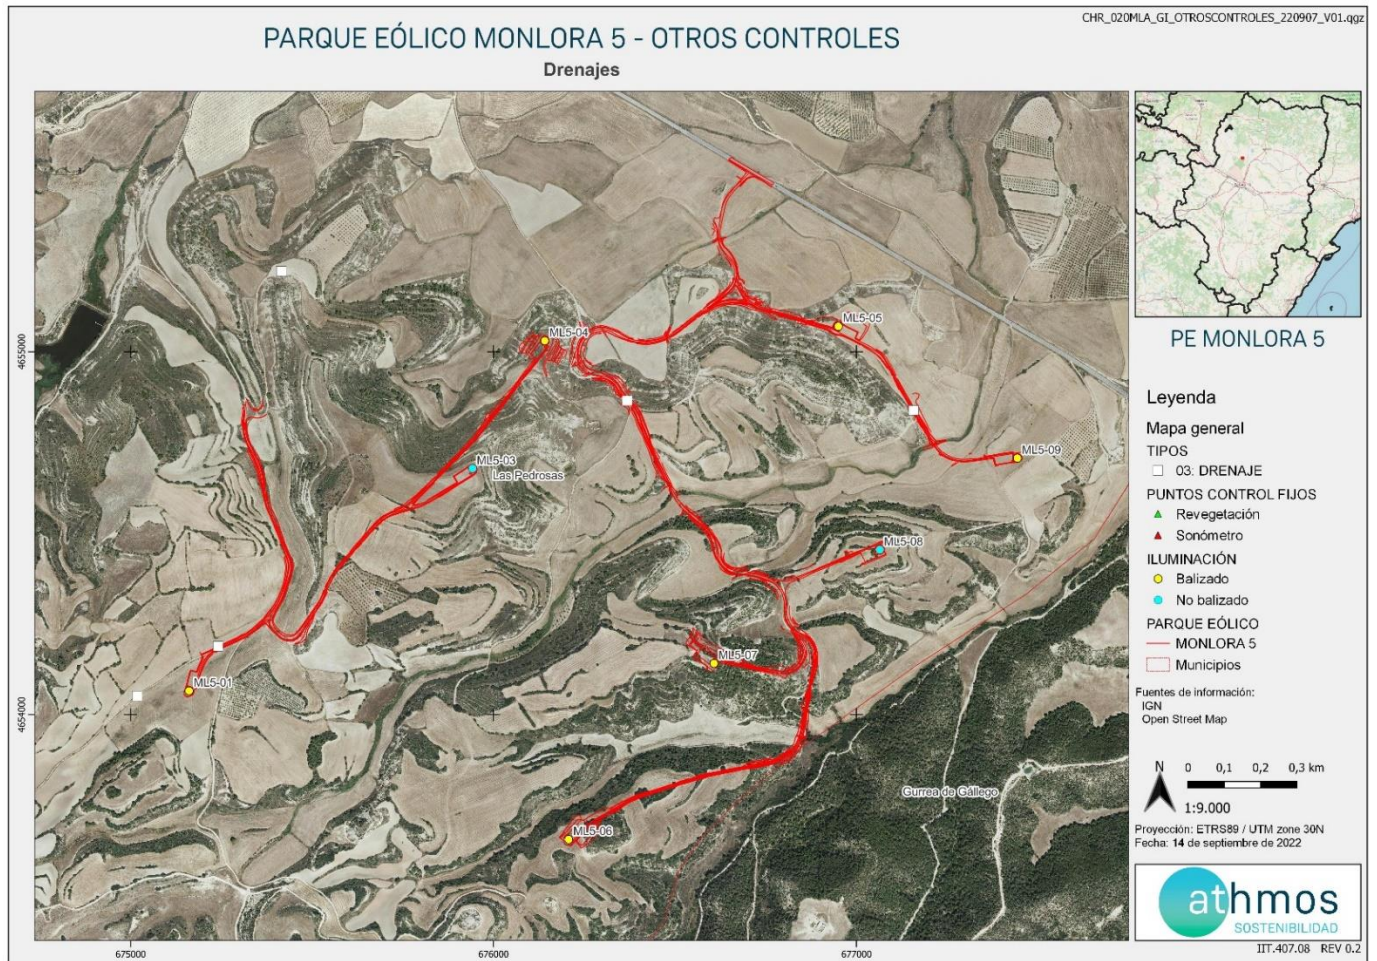 CHR_020MLA_GI_OTROSCONTROLES_220907_V01.qgz
PARQUE EÓLICO MONLORA 5 - OTROS CONTROLES
Drenajes
ML5-05
ML5-04
ML5-03
Las Pedrosas
ML5-09
ML5-08
ML5-07
ML5-01
Gurrea de Gállego
ML5-06
4655000
4654000
675000
676000
677000
PE MONLORA 5
Leyenda
Mapa general
TIPOS
03: DRENAJE
PUNTOS CONTROL FIJOS
Revegetación
Sonómetro
ILUMINACIÓN
Balizado
No balizado
PARQUE EÓLICO
MONLORA 5
Municipios
Fuentes de información:
IGN
Open Street Map
N
0 0,1 0,2 0,3 km
1:9.000
Proyección: ETRS89 / UTM zone 30N
Fecha: 14 de septiembre de 2022
athmos
SOSTENIBILIDAD
IIT.407.08 REV 0.2